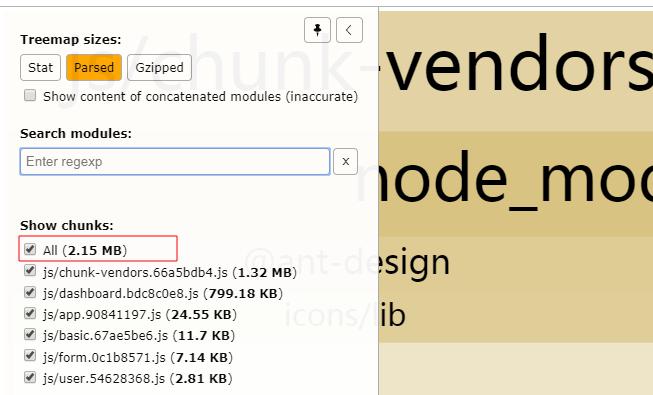 Treemap sizes:
Stat Parsed Gzipped
Show content of concatenated modules (inaccurate)
Search modules:
Enter regexp x
Show chunks:
All (2.15 MB)
js/chunk-vendors.66a5bdb4.js (1.32 MB)
js/dashboard.bdc8c0e8.js (799.18 KB)
js/app.90841197.js (24.55 KB)
js/basic.67ae5be6.js (11.7 KB)
js/form.0c1b8571.js (7.14 KB)
js/user.54628368.js (2.81 KB)
js/chunk-vendors
node_mod
@ant-design
icons/lib